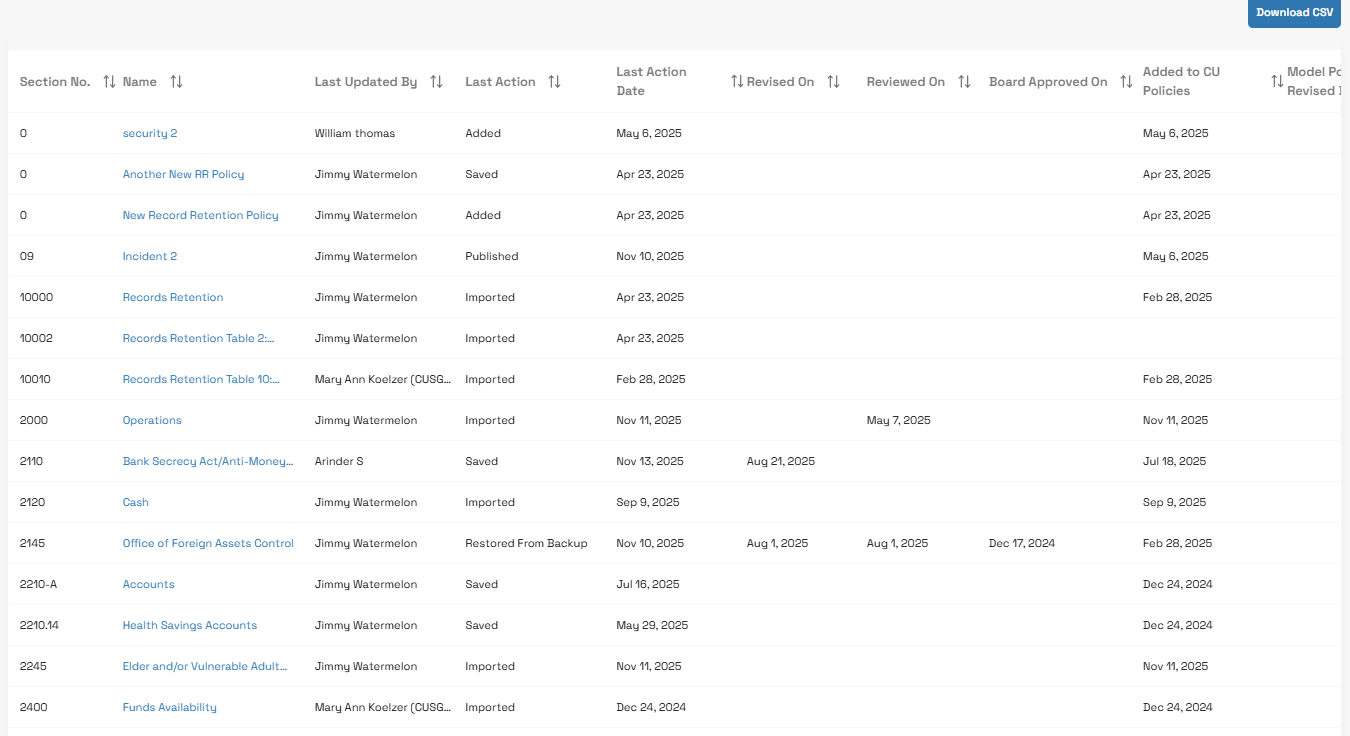 Download CSV
Section No. Name Last Updated By Last Action Last Action Date Revised On Reviewed On Board Approved On Added to CU Policies Model Po Revised
0 security 2 William thomas Added May 6, 2025 May 6, 2025
0 Another New RR Policy Jimmy Watermelon Saved Apr 23, 2025 Apr 23, 2025
0 New Record Retention Policy Jimmy Watermelon Added Apr 23, 2025 Apr 23, 2025
09 Incident 2 Jimmy Watermelon Published Nov 10, 2025 May 6, 2025
10000 Records Retention Jimmy Watermelon Imported Apr 23, 2025 Feb 28, 2025
10002 Records Retention Table 2:... Jimmy Watermelon Imported Apr 23, 2025
10010 Records Retention Table 10:... Mary Ann Koelzer (CUSG... Imported Feb 28, 2025 Feb 28, 2025
2000 Operations Jimmy Watermelon Imported Nov 11, 2025 May 7, 2025 Nov 11, 2025
2110 Bank Secrecy Act/Anti-Money... Arinder S Saved Nov 13, 2025 Aug 21, 2025 Jul 18, 2025
2120 Cash Jimmy Watermelon Imported Sep 9, 2025 Sep 9, 2025
2145 Office of Foreign Assets Control Jimmy Watermelon Restored From Backup Nov 10, 2025 Aug 1, 2025 Aug 1, 2025 Dec 17, 2024 Feb 28, 2025
2210-A Accounts Jimmy Watermelon Saved Jul 16, 2025 Dec 24, 2024
2210.14 Health Savings Accounts Jimmy Watermelon Saved May 29, 2025 Dec 24, 2024
2245 Elder and/or Vulnerable Adult... Jimmy Watermelon Imported Nov 11, 2025 Nov 11, 2025
2400 Funds Availability Mary Ann Koelzer (CUSG... Imported Dec 24, 2024 Dec 24, 2024